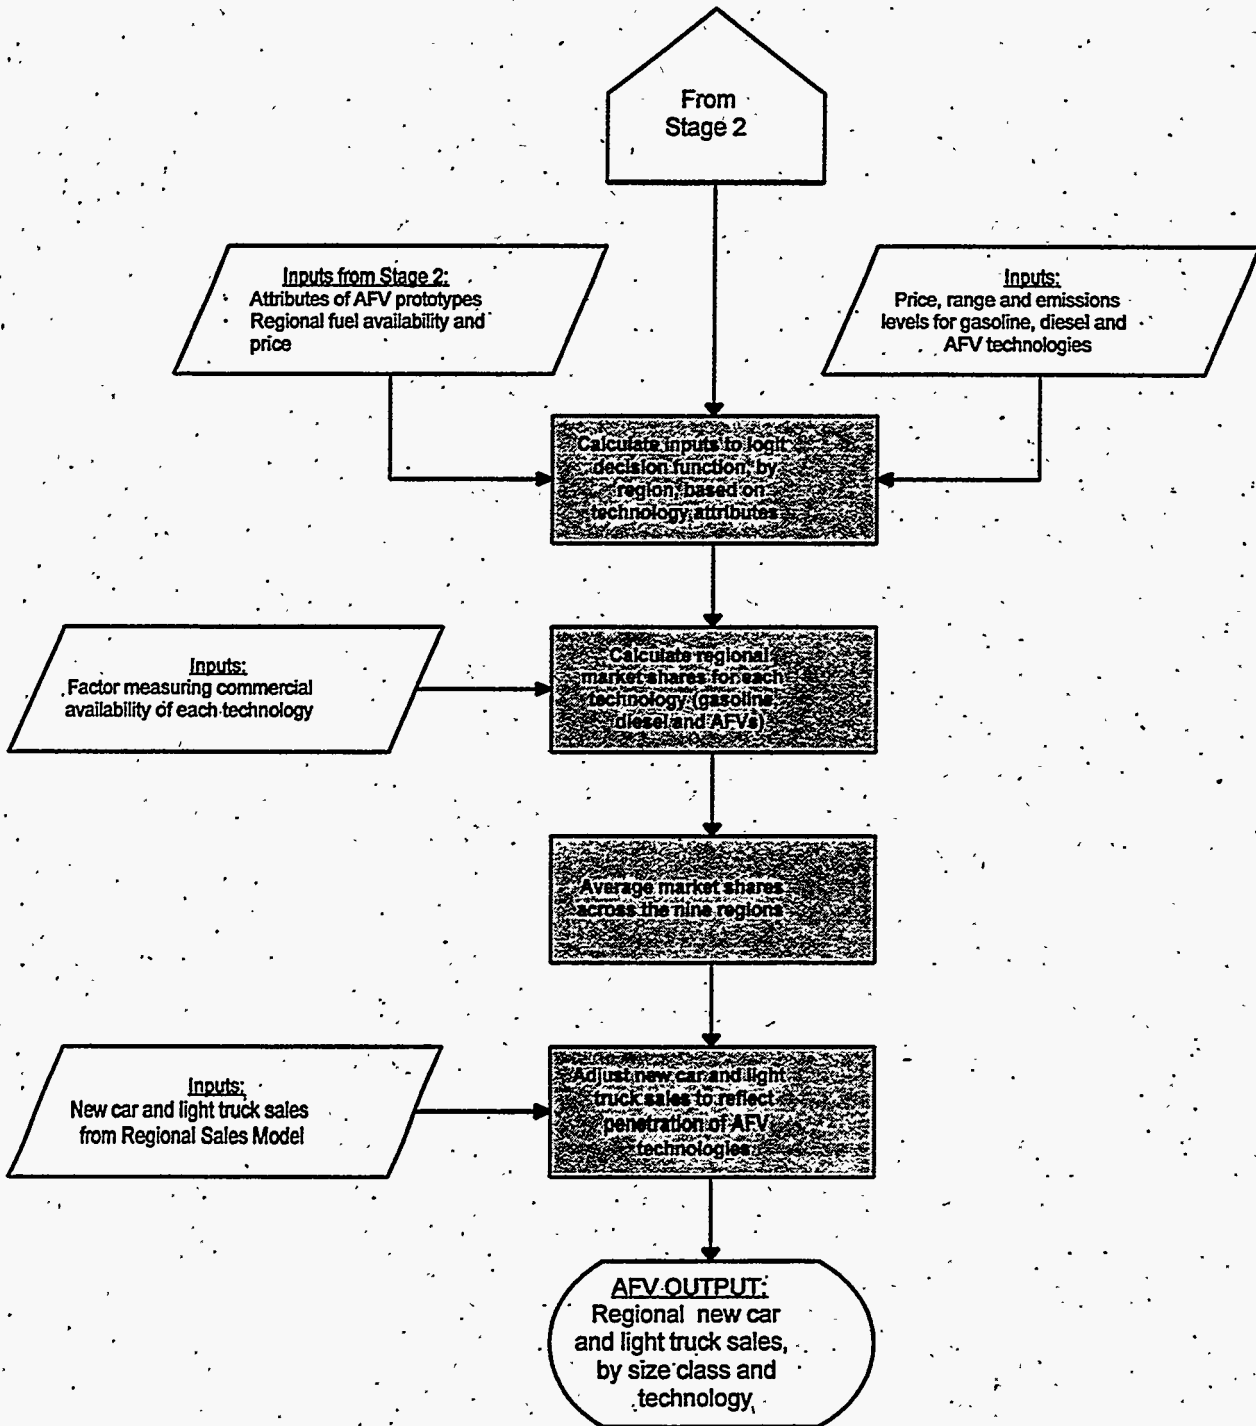 From
Stage 2
Inputs from Stage 2:
· Attributes of AFV prototypes
· Regional fuel availability and
price
Inputs:
Price, range and emissions
levels for gasoline, diesel and
AFV technologies
Calculate inputs to logit
decision function, by
region, based on
technology attributes
Inputs:
Factor measuring commercial
availability of each technology
Calculate regional
market shares for each
technology (gasoline,
diesel and AFVs)
Average market shares
across the nine regions
Inputs:
New car and light truck sales
from Regional Sales Model
Adjust new car and light
truck sales to reflect
penetration of AFV
technologies
AFV OUTPUT:
Regional new car
and light truck sales,
by size class and
technology